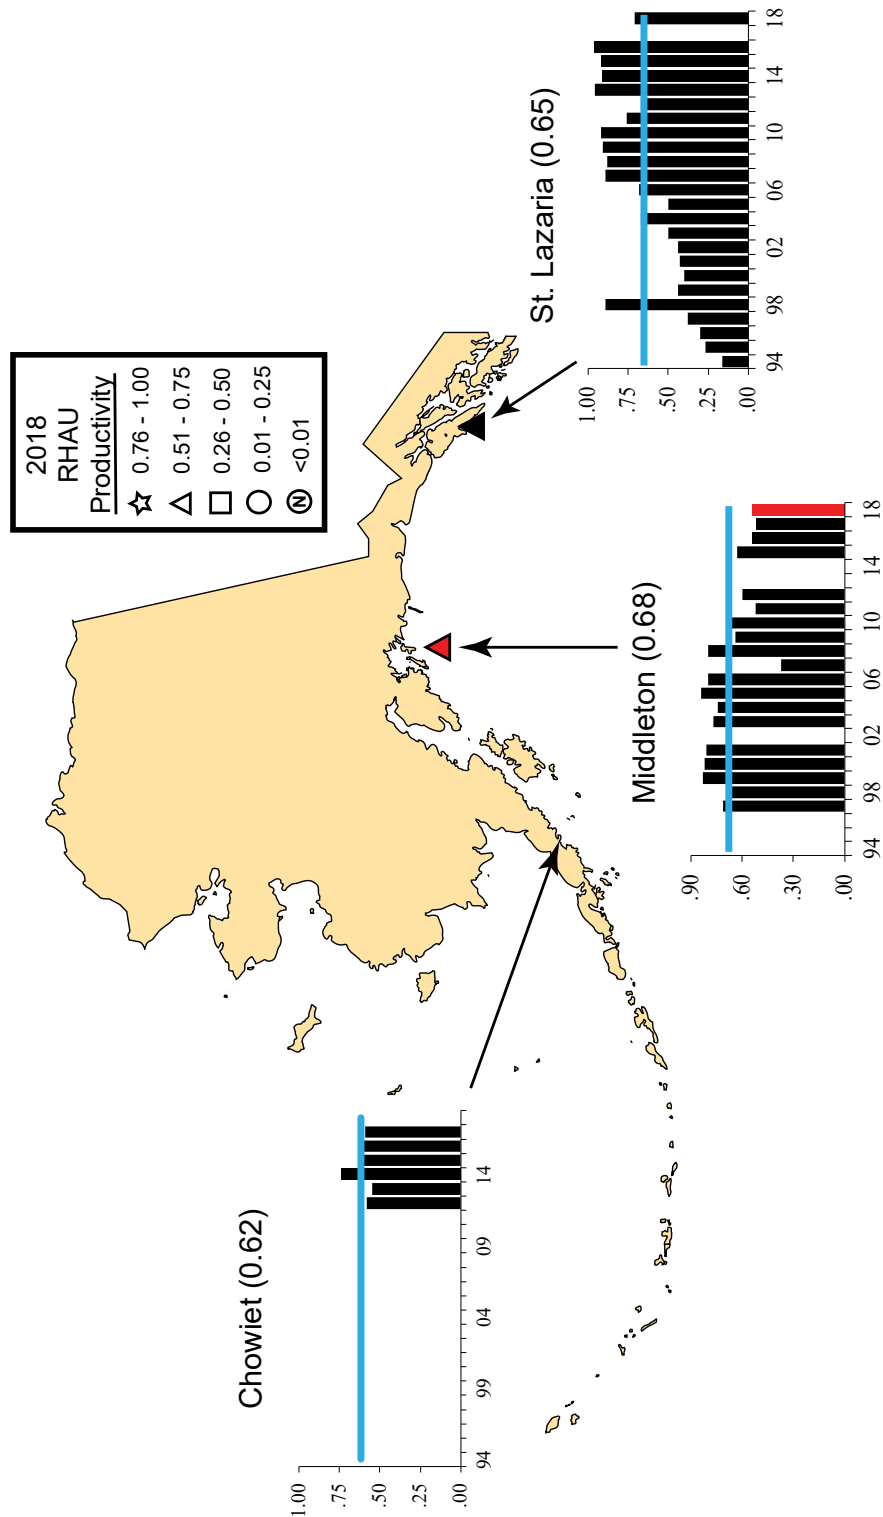 2018
RHAU
Productivity
0.76 - 1.00
0.51 - 0.75
0.26 - 0.50
0.01 - 0.25
N <0.01
Chowiet (0.62)
1.00
.75
.50
.25
.00
94 99 04 09 14
Middleton (0.68)
.90
.60
.30
.00
94 98 02 06 10 14 18
St. Lazaria (0.65)
1.00
.75
.50
.25
.00
94 98 02 06 10 14 18